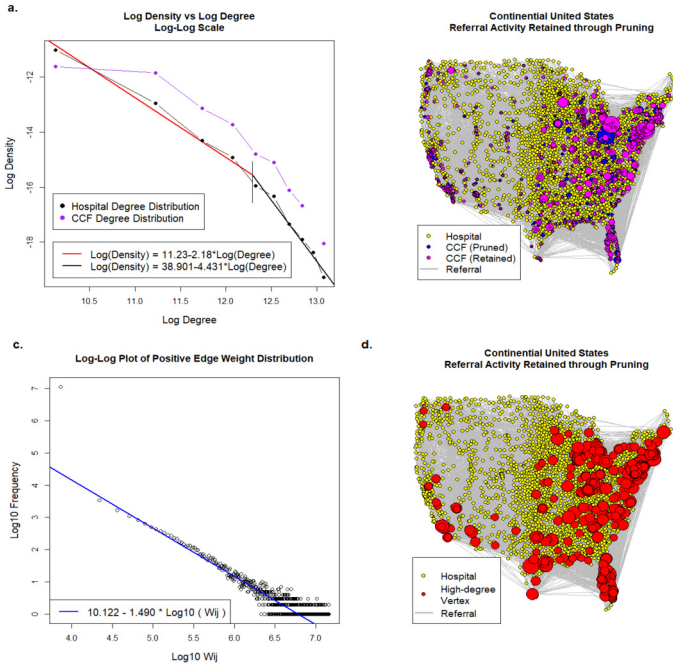 a.
Log Density vs Log Degree
Log-Log Scale
-12
-14
-16
-18
Log Density
Hospital Degree Distribution
CCF Degree Distribution
Log(Density) = 11.23-2.18*Log(Degree)
Log(Density) = 38.901-4.431*Log(Degree)
10.5 11.0 11.5 12.0 12.5 13.0
Log Degree
Continental United States
Referral Activity Retained through Pruning
Hospital
CCF (Pruned)
CCF (Retained)
Referral
c.
Log-Log Plot of Positive Edge Weight Distribution
7
6
5
4
3
2
1
0
Log10 Frequency
10.122 - 1.490 * Log10 ( Wij )
4.0 4.5 5.0 5.5 6.0 6.5 7.0
Log10 Wij
d.
Continental United States
Referral Activity Retained through Pruning
Hospital
High-degree
Vertex
Referral